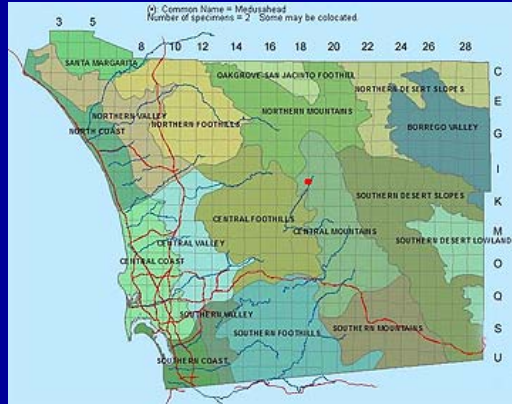 (•): Common Name = Medusahead
Number of specimens = 2   Some may be colocated.
3 5
8 10 12 14 16 18 20 22 24 26 28
SANTA MARGARITA
OAKGROVE-SAN JACINTO FOOTHILL
C
NORTHERN DESERT SLOPES
E
NORTHERN MOUNTAINS
NORTHERN VALLEY
NORTHERN FOOTHILLS
BORREGO VALLEY
NORTH COAST
G
I
SOUTHERN DESERT SLOPES
K
CENTRAL FOOTHILLS
CENTRAL MOUNTAINS
M
CENTRAL VALLEY
SOUTHERN DESERT LOWLAND
CENTRAL COAST
O
Q
SOUTHERN VALLEY
SOUTHERN FOOTHILLS
SOUTHERN MOUNTAINS
S
SOUTHERN COAST
U